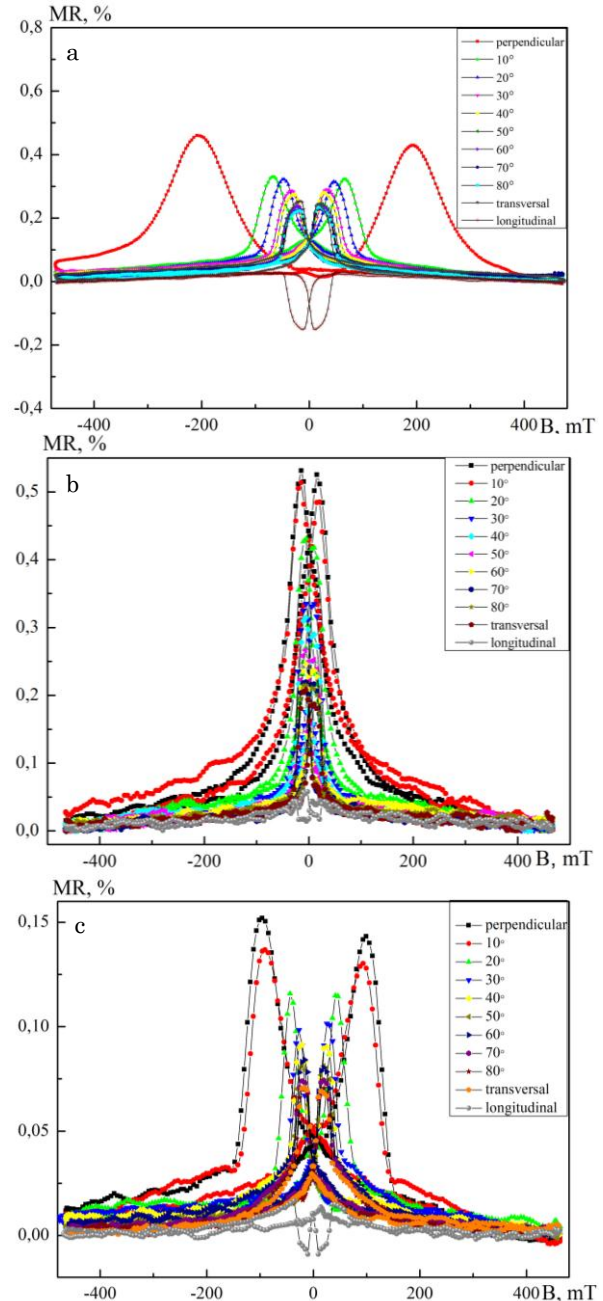 MR, %
a
0,8
0,6
0,4
0,2
0,0
-0,2
-0,4
perpendicular
10°
20°
30°
40°
50°
60°
70°
80°
transversal
longitudinal
-400 -200 0 200 400 B, mT
MR, %
b
0,5
0,4
0,3
0,2
0,1
0,0
perpendicular
10°
20°
30°
40°
50°
60°
70°
80°
transversal
longitudinal
-400 -200 0 200 400 B, mT
MR, %
c
0,15
0,10
0,05
0,00
perpendicular
10°
20°
30°
40°
50°
60°
70°
80°
transversal
longitudinal
-400 -200 0 200 400 B, mT